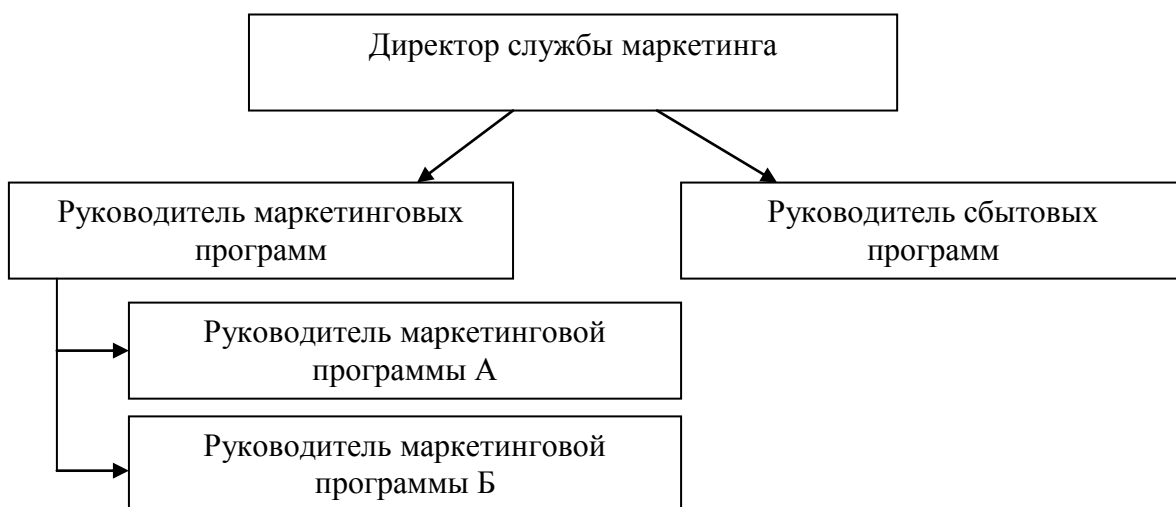 Директор службы маркетинга
Руководитель маркетинговых
программ
Руководитель сбытовых
программ
Руководитель маркетинговой
программы А
Руководитель маркетинговой
программы Б